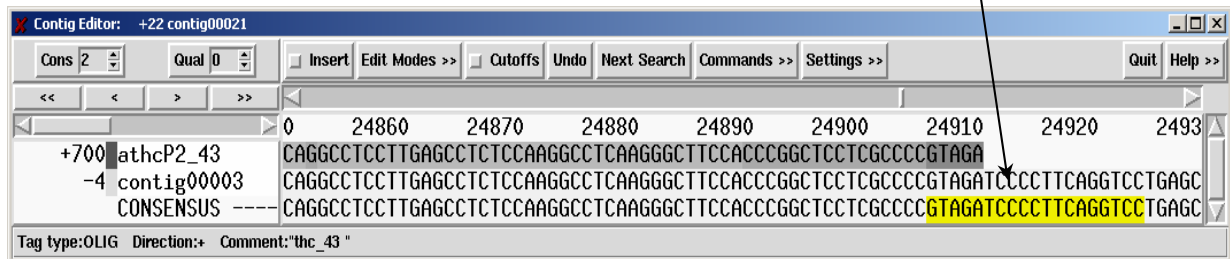 Contig Editor: +22 contig00021
Cons 2 Qual 0 Insert Edit Modes >> Cutoffs Undo Next Search Commands >> Settings >> Quit Help >>
<< < > >>
0 24860 24870 24880 24890 24900 24910 24920 2493
+700 athcP2_43 CAGGCCTCCTTGAGCCTCTCCAAGGCCTCAAGGGCTTCCACCCGGCTCCTCGCCCCGTAGA
-4 contig00003 CAGGCCTCCTTGAGCCTCTCCAAGGCCTCAAGGGCTTCCACCCGGCTCCTCGCCCCGTAGATCCCCTTCAGGTCCTGAGC
CONSENSUS ---- CAGGCCTCCTTGAGCCTCTCCAAGGCCTCAAGGGCTTCCACCCGGCTCCTCGCCCCGTAGATCCCCTTCAGGTCCTGAGC
Tag type:OLIG Direction:+ Comment:"thc_43 "